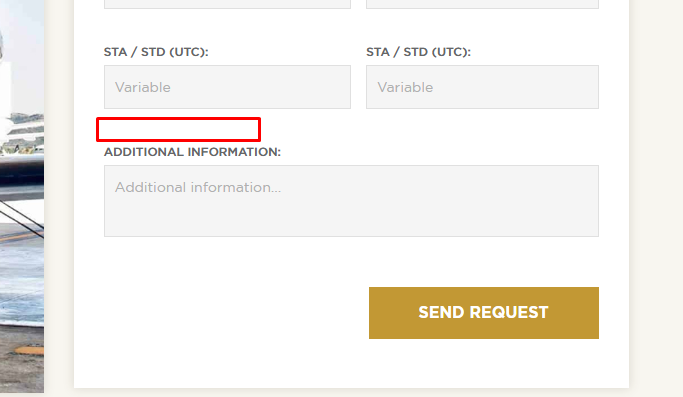 STA / STD (UTC): STA / STD (UTC):
Variable Variable
ADDITIONAL INFORMATION:
Additional information...
SEND REQUEST